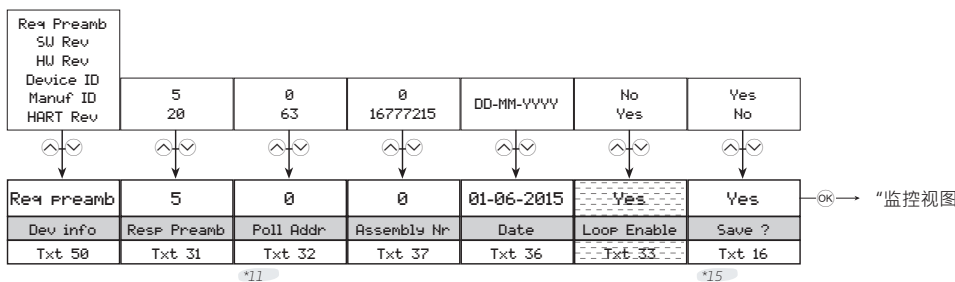 Req Preamb
SW Rev
HW Rev
Device ID
Manuf ID
HART Rev
5
20
0
63
0
16777215
DD-MM-YYYY
No
Yes
Yes
No
Req preamb 5 0 0 01-06-2015 Yes Yes OK "监控视图
Dev info Resp Preamb Poll Addr Assembly Nr Date Loop Enable Save ?
Txt 50 Txt 31 Txt 32 Txt 37 Txt 36 Txt 33 Txt 16
*11 *15